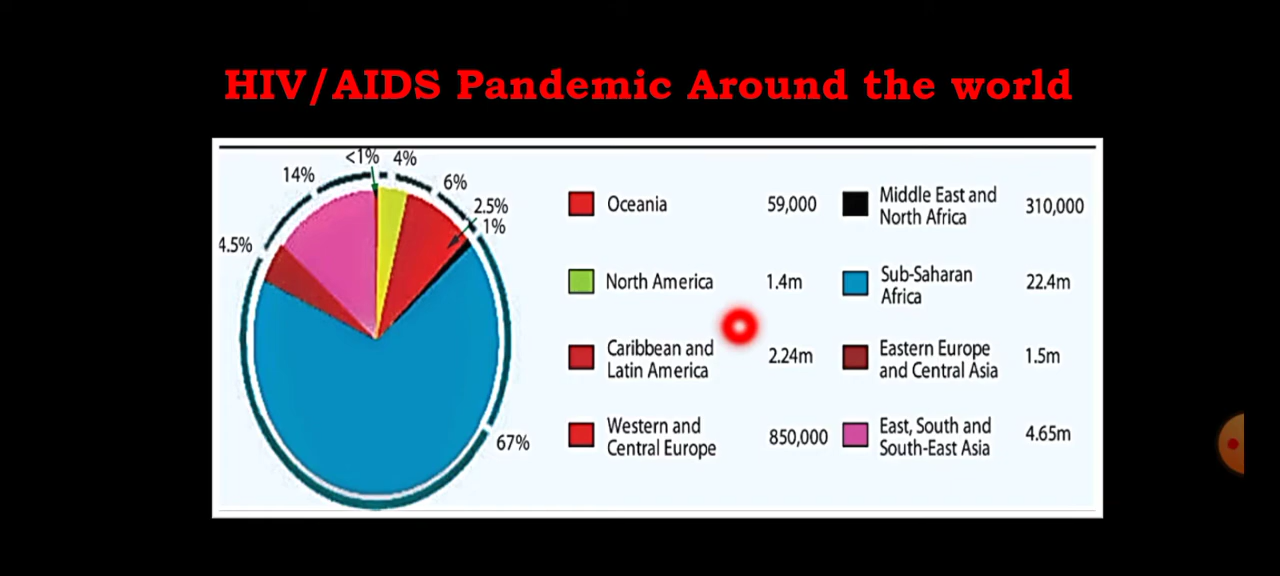 HIV/AIDS Pandemic Around the world
<1% 4%
14%
6%
2.5%
1%
4.5%
67%
Oceania 59,000
North America 1.4m
Caribbean and
Latin America 2.24m
Western and
Central Europe 850,000
Middle East and
North Africa 310,000
Sub-Saharan
Africa 22.4m
Eastern Europe
and Central Asia 1.5m
East, South and
South-East Asia 4.65m